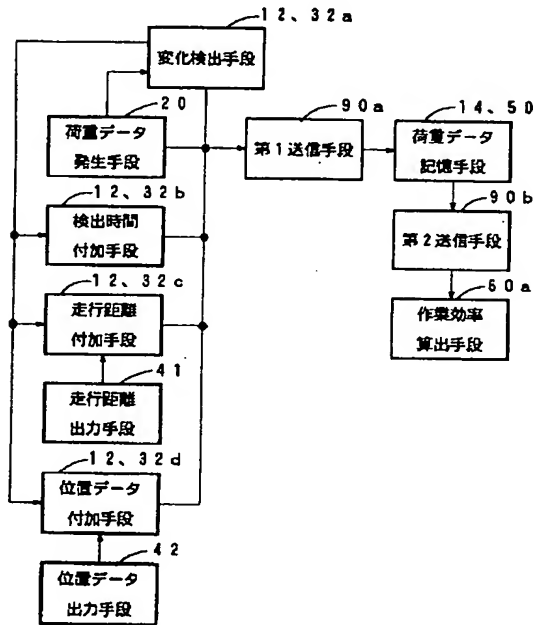 12、32a
変化検出手段
20
荷重データ
発生手段
90a
第1送信手段
14、50
荷重データ
記憶手段
12、32b
検出時間
付加手段
90b
第2送信手段
12、32c
走行距離
付加手段
60a
作業効率
算出手段
41
走行距離
出力手段
12、32d
位置データ
付加手段
42
位置データ
出力手段